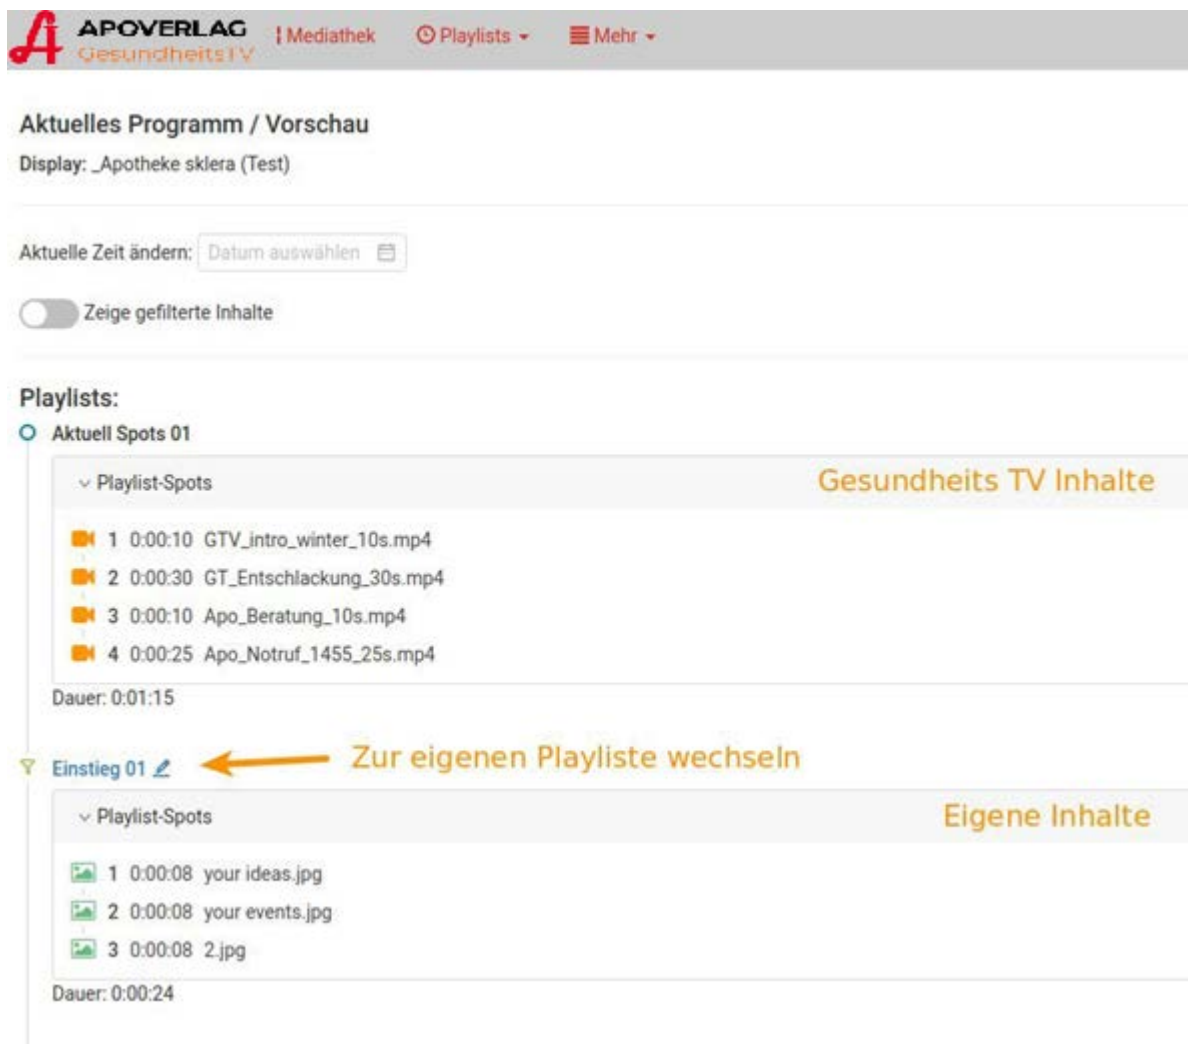 APOVERLAG
GesundheitsTV
Mediathek
Playlists
Mehr
Aktuelles Programm / Vorschau
Display: _Apotheke sklera (Test)
Aktuelle Zeit ändern: Datum auswählen
Zeige gefilterte Inhalte
Playlists:
Aktuell Spots 01
Playlist-Spots
Gesundheits TV Inhalte
1 0:00:10 GTV_intro_winter_10s.mp4
2 0:00:30 GT_Entschlackung_30s.mp4
3 0:00:10 Apo_Beratung_10s.mp4
4 0:00:25 Apo_Notruf_1455_25s.mp4
Dauer: 0:01:15
Einstieg 01
Zur eigenen Playliste wechseln
Playlist-Spots
Eigene Inhalte
1 0:00:08 your ideas.jpg
2 0:00:08 your events.jpg
3 0:00:08 2.jpg
Dauer: 0:00:24